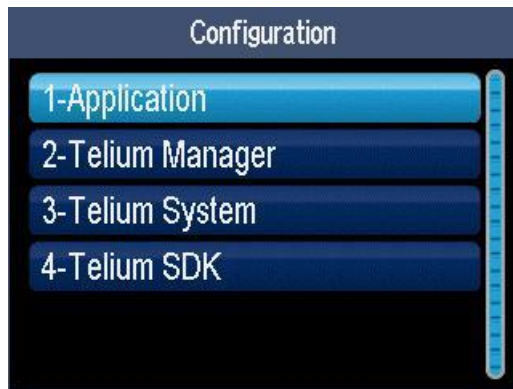 Configuration
1-Application
2-Telium Manager
3-Telium System
4-Telium SDK